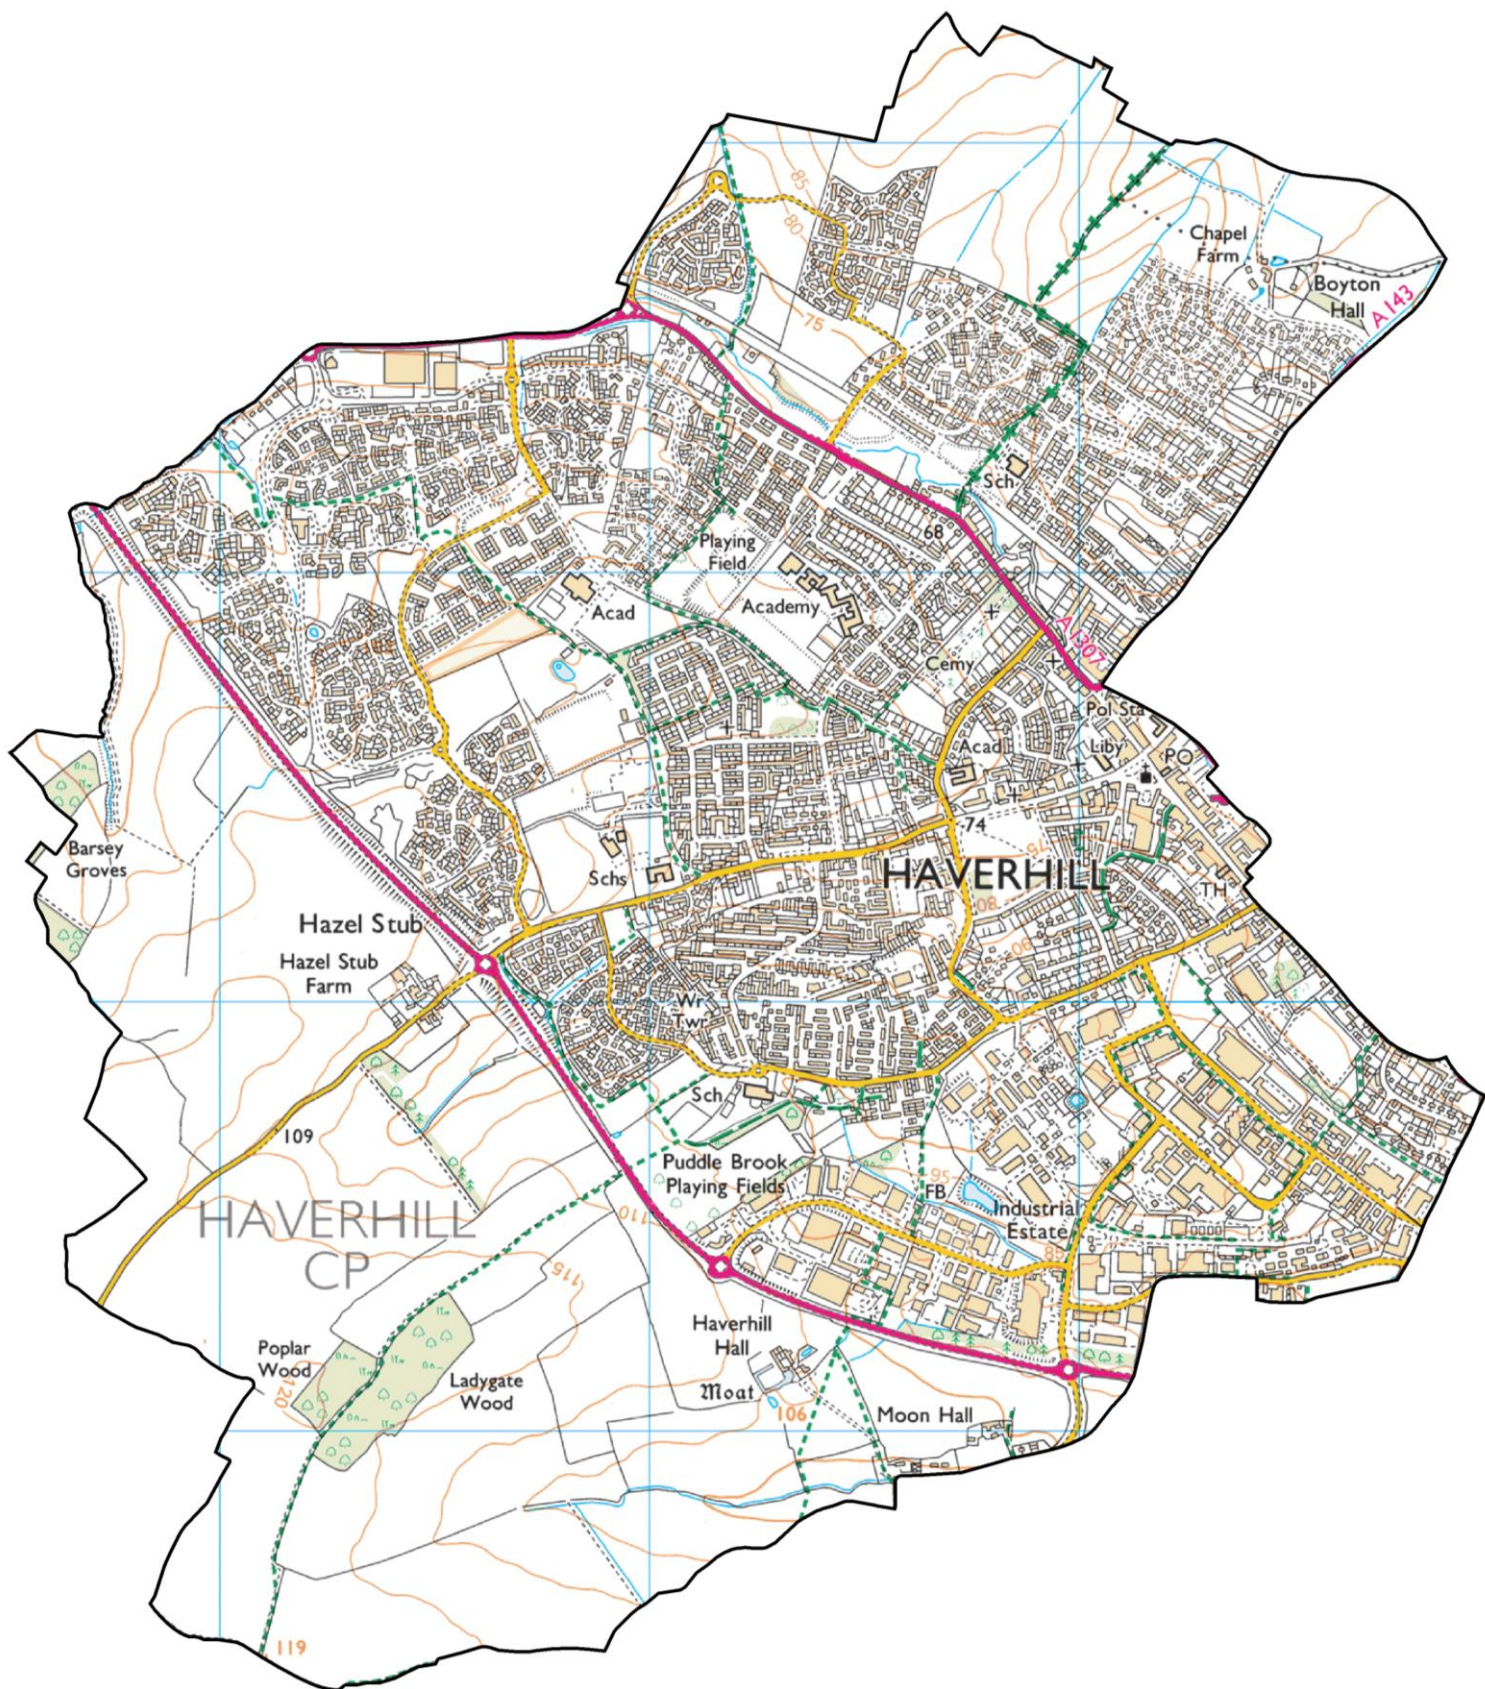 85
80
75
Chapel
Farm
Boyton
Hall
A143
Sch
68
Playing
Field
Acad
Academy
A1307
Cemy
Pol Sta
Acad
Liby
PO
74
75
Barsey
Groves
Schs
HAVERHILL
TH
80
90
Hazel Stub
Hazel Stub
Farm
Wr
Twr
Sch
109
Puddle Brook
Playing Fields
95
FB
Industrial
Estate
85
HAVERHILL
CP
110
115
Haverhill
Hall
Poplar
Wood
120
Ladygate
Wood
Moat
106
Moon Hall
119